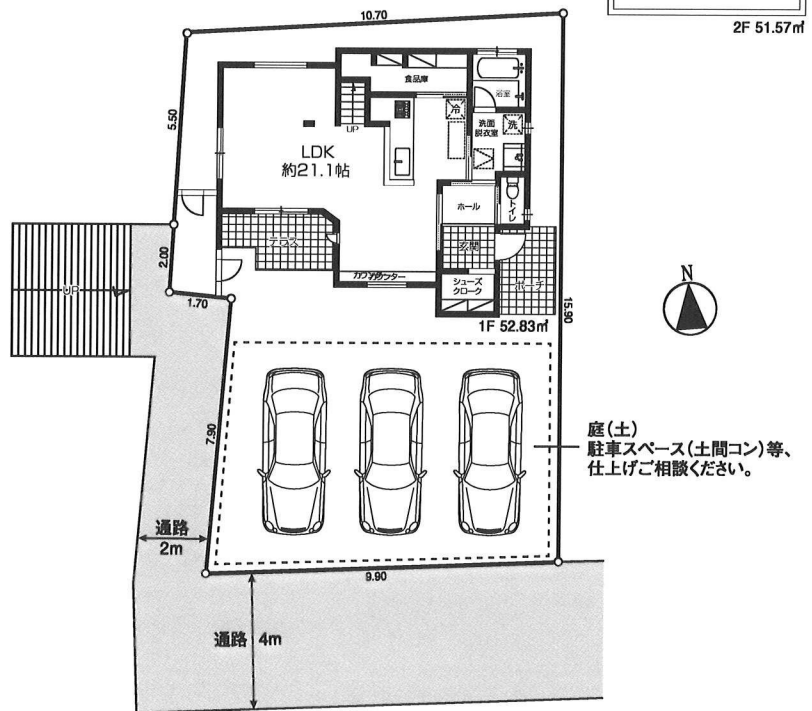 10.70
2F 51.57㎡
食品庫
浴室
5.50
UP
冷
洗面
脱衣室
洗
LDK
約21.1帖
ホール
トイレ
テラス
玄関
ポーチ
2.00
UP
カウンター
シューズ
クローク
1.70
15.90
N
1F 52.83㎡
7.90
庭(土)
駐車スペース(土間コン)等、
仕上げご相談ください。
通路
2m
9.90
通路 4m